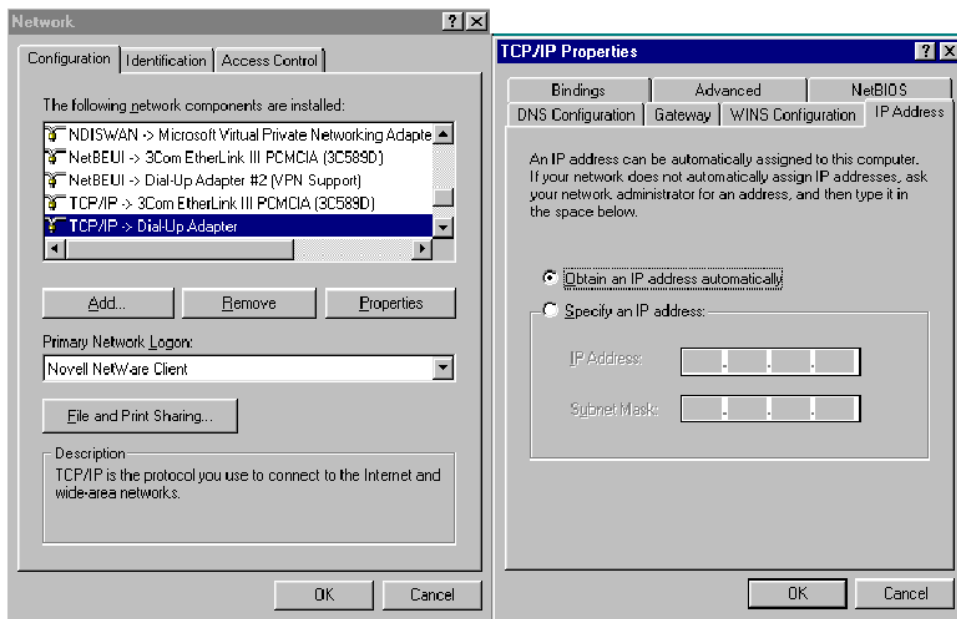 Network
Configuration
Identification
Access Control
The following network components are installed:
NDISWAN -> Microsoft Virtual Private Networking Adapte
NetBEUI -> 3Com EtherLink III PCMCIA (3C589D)
NetBEUI -> Dial-Up Adapter #2 (VPN Support)
TCP/IP -> 3Com EtherLink III PCMCIA (3C589D)
TCP/IP -> Dial-Up Adapter
Add...
Remove
Properties
Primary Network Logon:
Novell NetWare Client
File and Print Sharing...
Description
TCP/IP is the protocol you use to connect to the Internet and
wide-area networks.
OK
Cancel
TCP/IP Properties
Bindings
Advanced
NetBIOS
DNS Configuration
Gateway
WINS Configuration
IP Address
An IP address can be automatically assigned to this computer.
If your network does not automatically assign IP addresses, ask
your network administrator for an address, and then type it in
the space below.
Obtain an IP address automatically
Specify an IP address:
IP Address:
Subnet Mask:
OK
Cancel